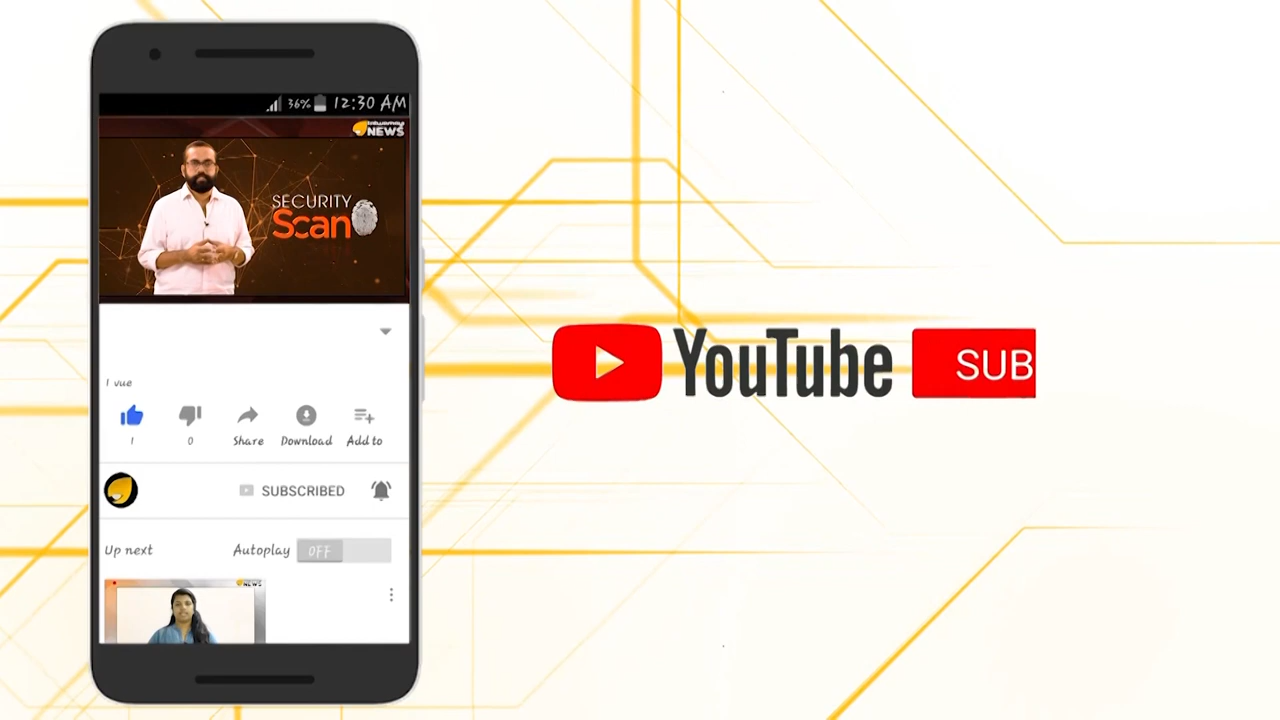 36% 12:30 AM
NEWS
SECURITY
Scan
1 vue
1
0
Share
Download
Add to
SUBSCRIBED
Up next
Autoplay
OFF
NEWS
YouTube
SUB